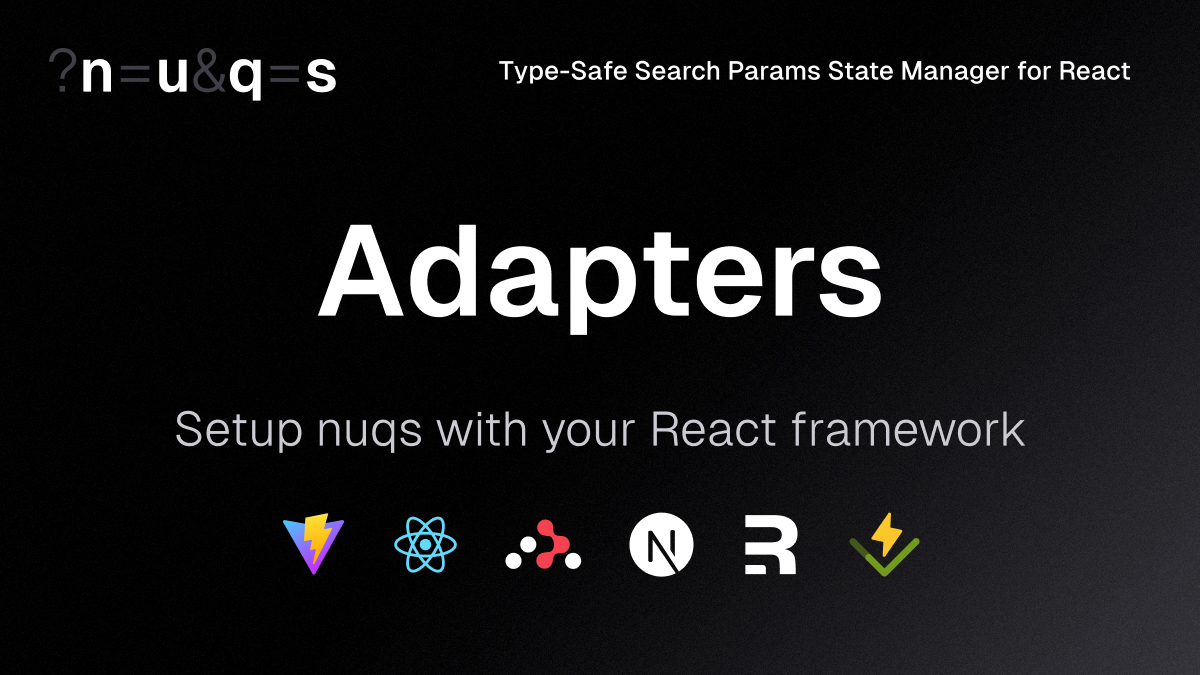 ?n=u&q=s
Type-Safe Search Params State Manager for React
Adapters
Setup nuqs with your React framework